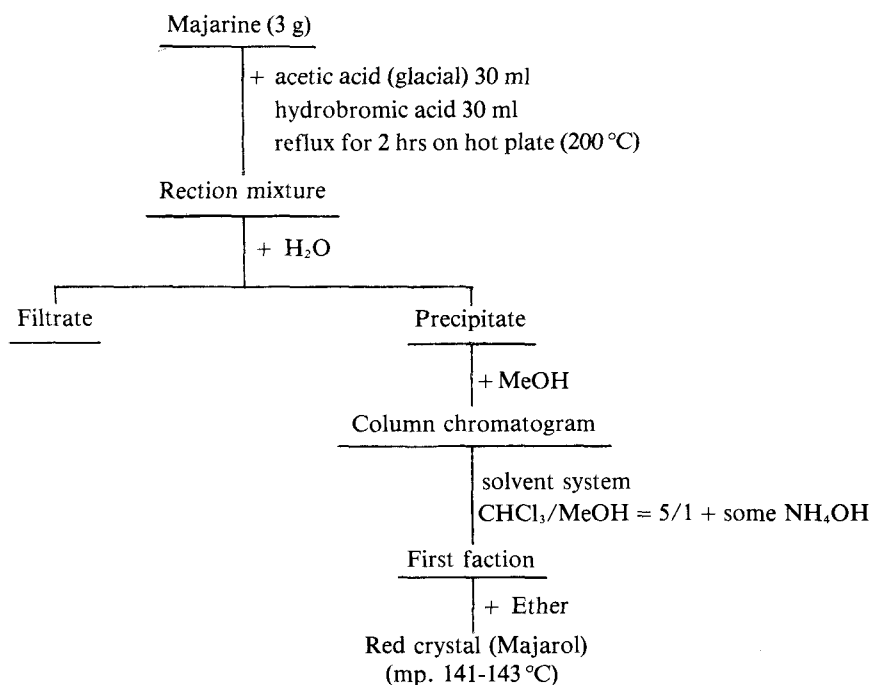 Majarine (3 g)
+ acetic acid (glacial) 30 ml
hydrobromic acid 30 ml
reflux for 2 hrs on hot plate (200 °C)
Rection mixture
+ H₂O
Filtrate
Precipitate
+ MeOH
Column chromatogram
solvent system
CHCl₃/MeOH = 5/1 + some NH₄OH
First faction
+ Ether
Red crystal (Majarol)
(mp. 141-143 °C)